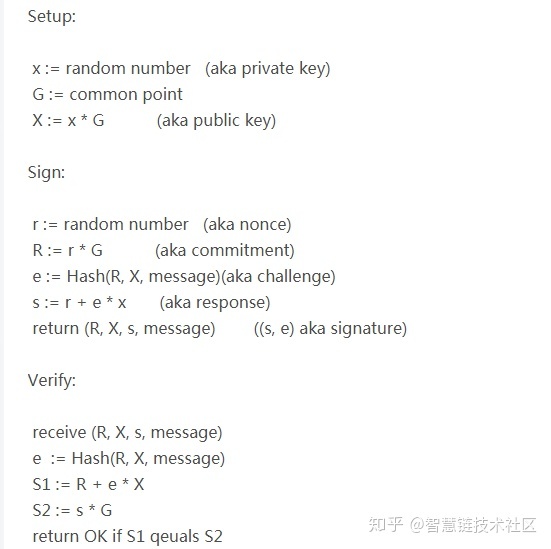 Setup:
x := random number (aka private key)
G := common point
X := x * G (aka public key)
Sign:
r := random number (aka nonce)
R := r * G (aka commitment)
e := Hash(R, X, message)(aka challenge)
s := r + e * x (aka response)
return (R, X, s, message) ((s, e) aka signature)
Verify:
receive (R, X, s, message)
e := Hash(R, X, message)
S1 := R + e * X
S2 := s * G
return OK if S1 qeuals S2
知乎 @智慧链技术社区